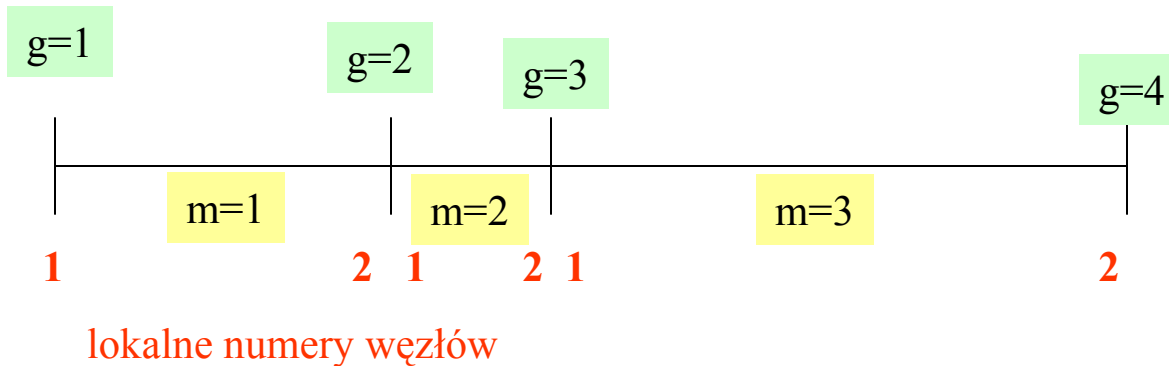 g=1
g=2
g=3
g=4
m=1
m=2
m=3
1 2 1 2 1 2
lokalne numery węzłów